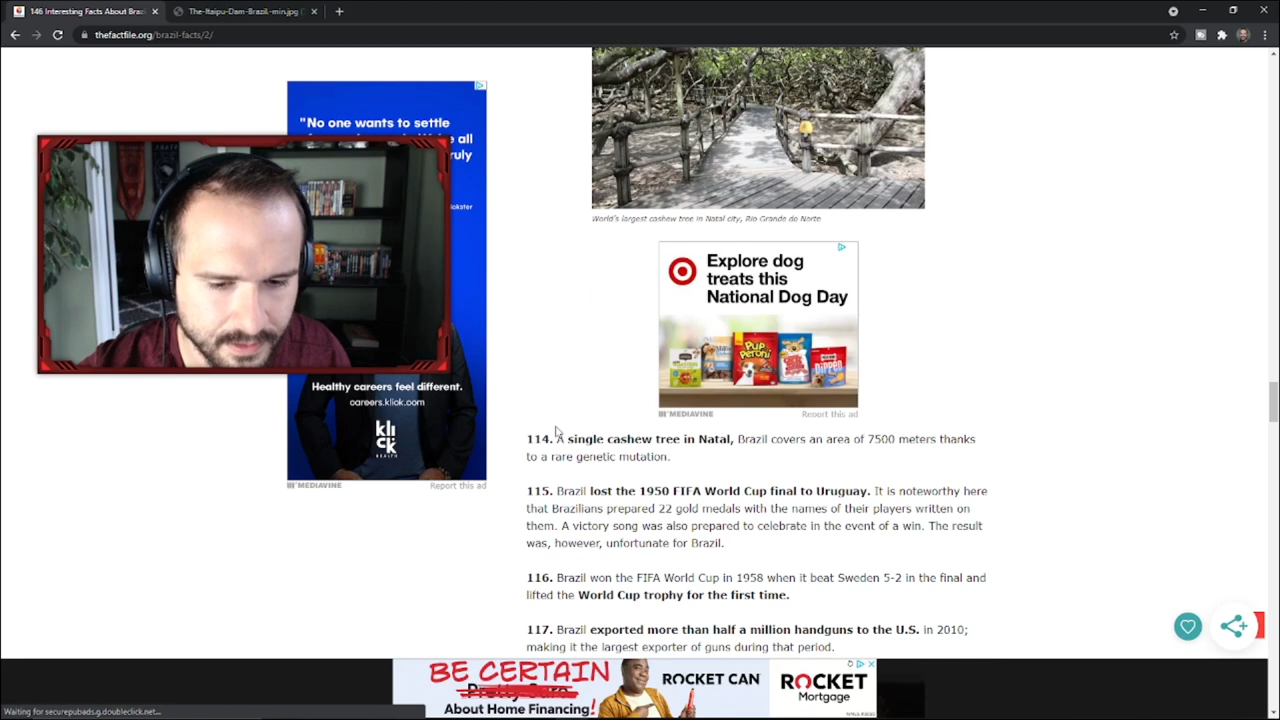 146 Interesting Facts About Brazi
The-Itaipu-Dam-Brazil-min.jpg
thefactfile.org/brazil-facts/2/
"No one wants to settle
all
ruly
World's largest cashew tree in Natal city, Rio Grande do Norte
Explore dog
treats this
National Dog Day
Pup-Peroni
MEDIAVINE
Report this ad
Healthy careers feel different.
careers.klick.com
klick
HEALTH
MEDIAVINE
Report this ad
114. A single cashew tree in Natal, Brazil covers an area of 7500 meters thanks
to a rare genetic mutation.
115. Brazil lost the 1950 FIFA World Cup final to Uruguay. It is noteworthy here
that Brazilians prepared 22 gold medals with the names of their players written on
them. A victory song was also prepared to celebrate in the event of a win. The result
was, however, unfortunate for Brazil.
116. Brazil won the FIFA World Cup in 1958 when it beat Sweden 5-2 in the final and
lifted the World Cup trophy for the first time.
117. Brazil exported more than half a million handguns to the U.S. in 2010;
making it the largest exporter of guns during that period.
BE CERTAIN
Pretty Sure
About Home Financing!
ROCKET CAN
ROCKET
Mortgage
Waiting for securepubads.g.doubleclick.net...